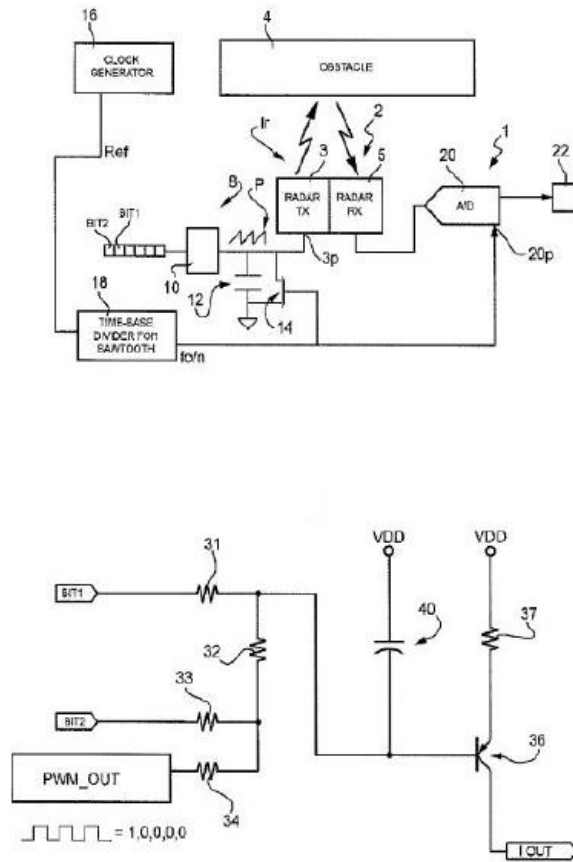 16
CLOCK
GENERATOR
4
OBSTACLE
Ref
Ir
2
3
5
RADAR
TX
RADAR
RX
1
20
A/D
22
20p
B
P
3p
BIT2
BIT1
10
12
14
18
TIME-BASE
DIVIDER FOR
SAWTOOTH
fo/n
31
BIT1
32
33
BIT2
PWM_OUT
34
= 1,0,0,0,0
VDD
VDD
40
37
36
I OUT